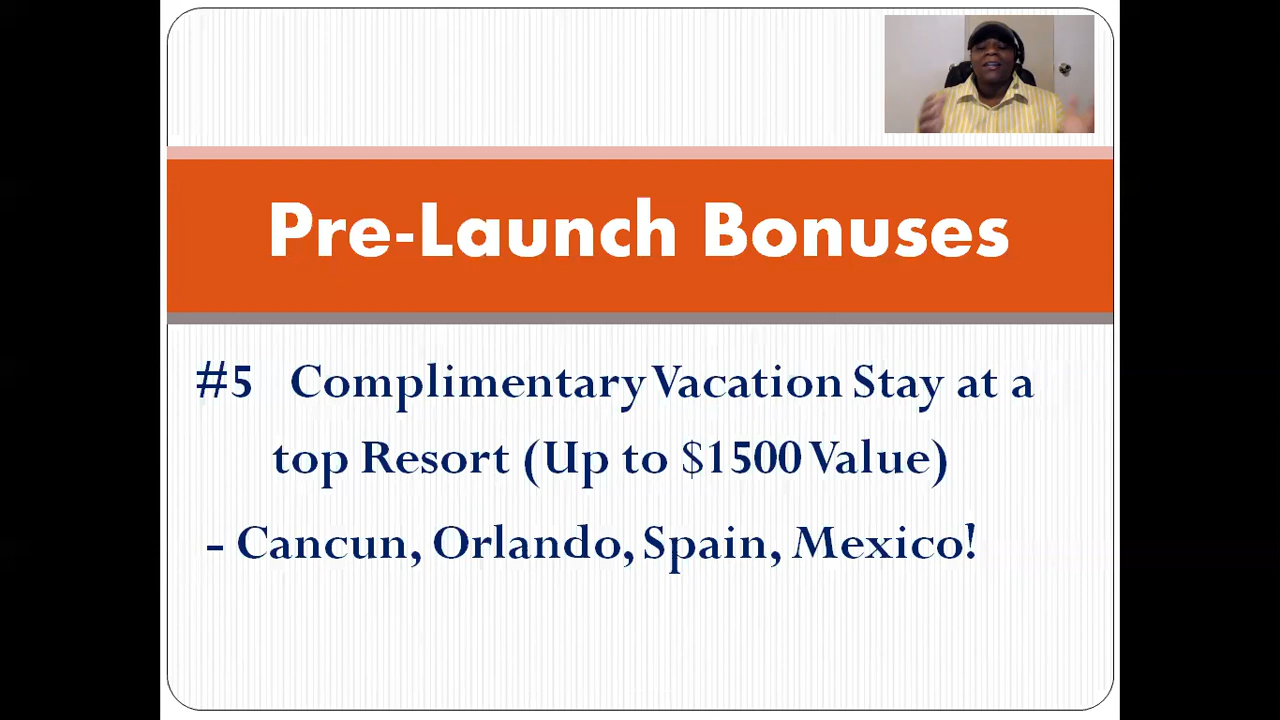 Pre-Launch Bonuses
#5 Complimentary Vacation Stay at a
top Resort (Up to $1500 Value)
- Cancun, Orlando, Spain, Mexico!